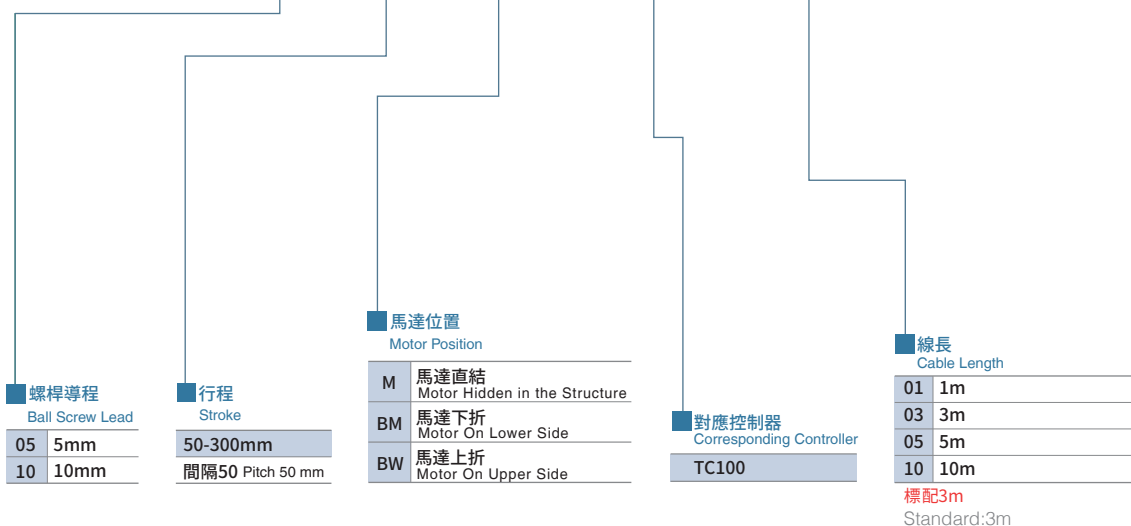 螺桿導程
Ball Screw Lead
05 5mm
10 10mm
行程
Stroke
50-300mm
間隔50 Pitch 50 mm
馬達位置
Motor Position
M 馬達直結
Motor Hidden in the Structure
BM 馬達下折
Motor On Lower Side
BW 馬達上折
Motor On Upper Side
對應控制器
Corresponding Controller
TC100
線長
Cable Length
01 1m
03 3m
05 5m
10 10m
標配3m
Standard:3m